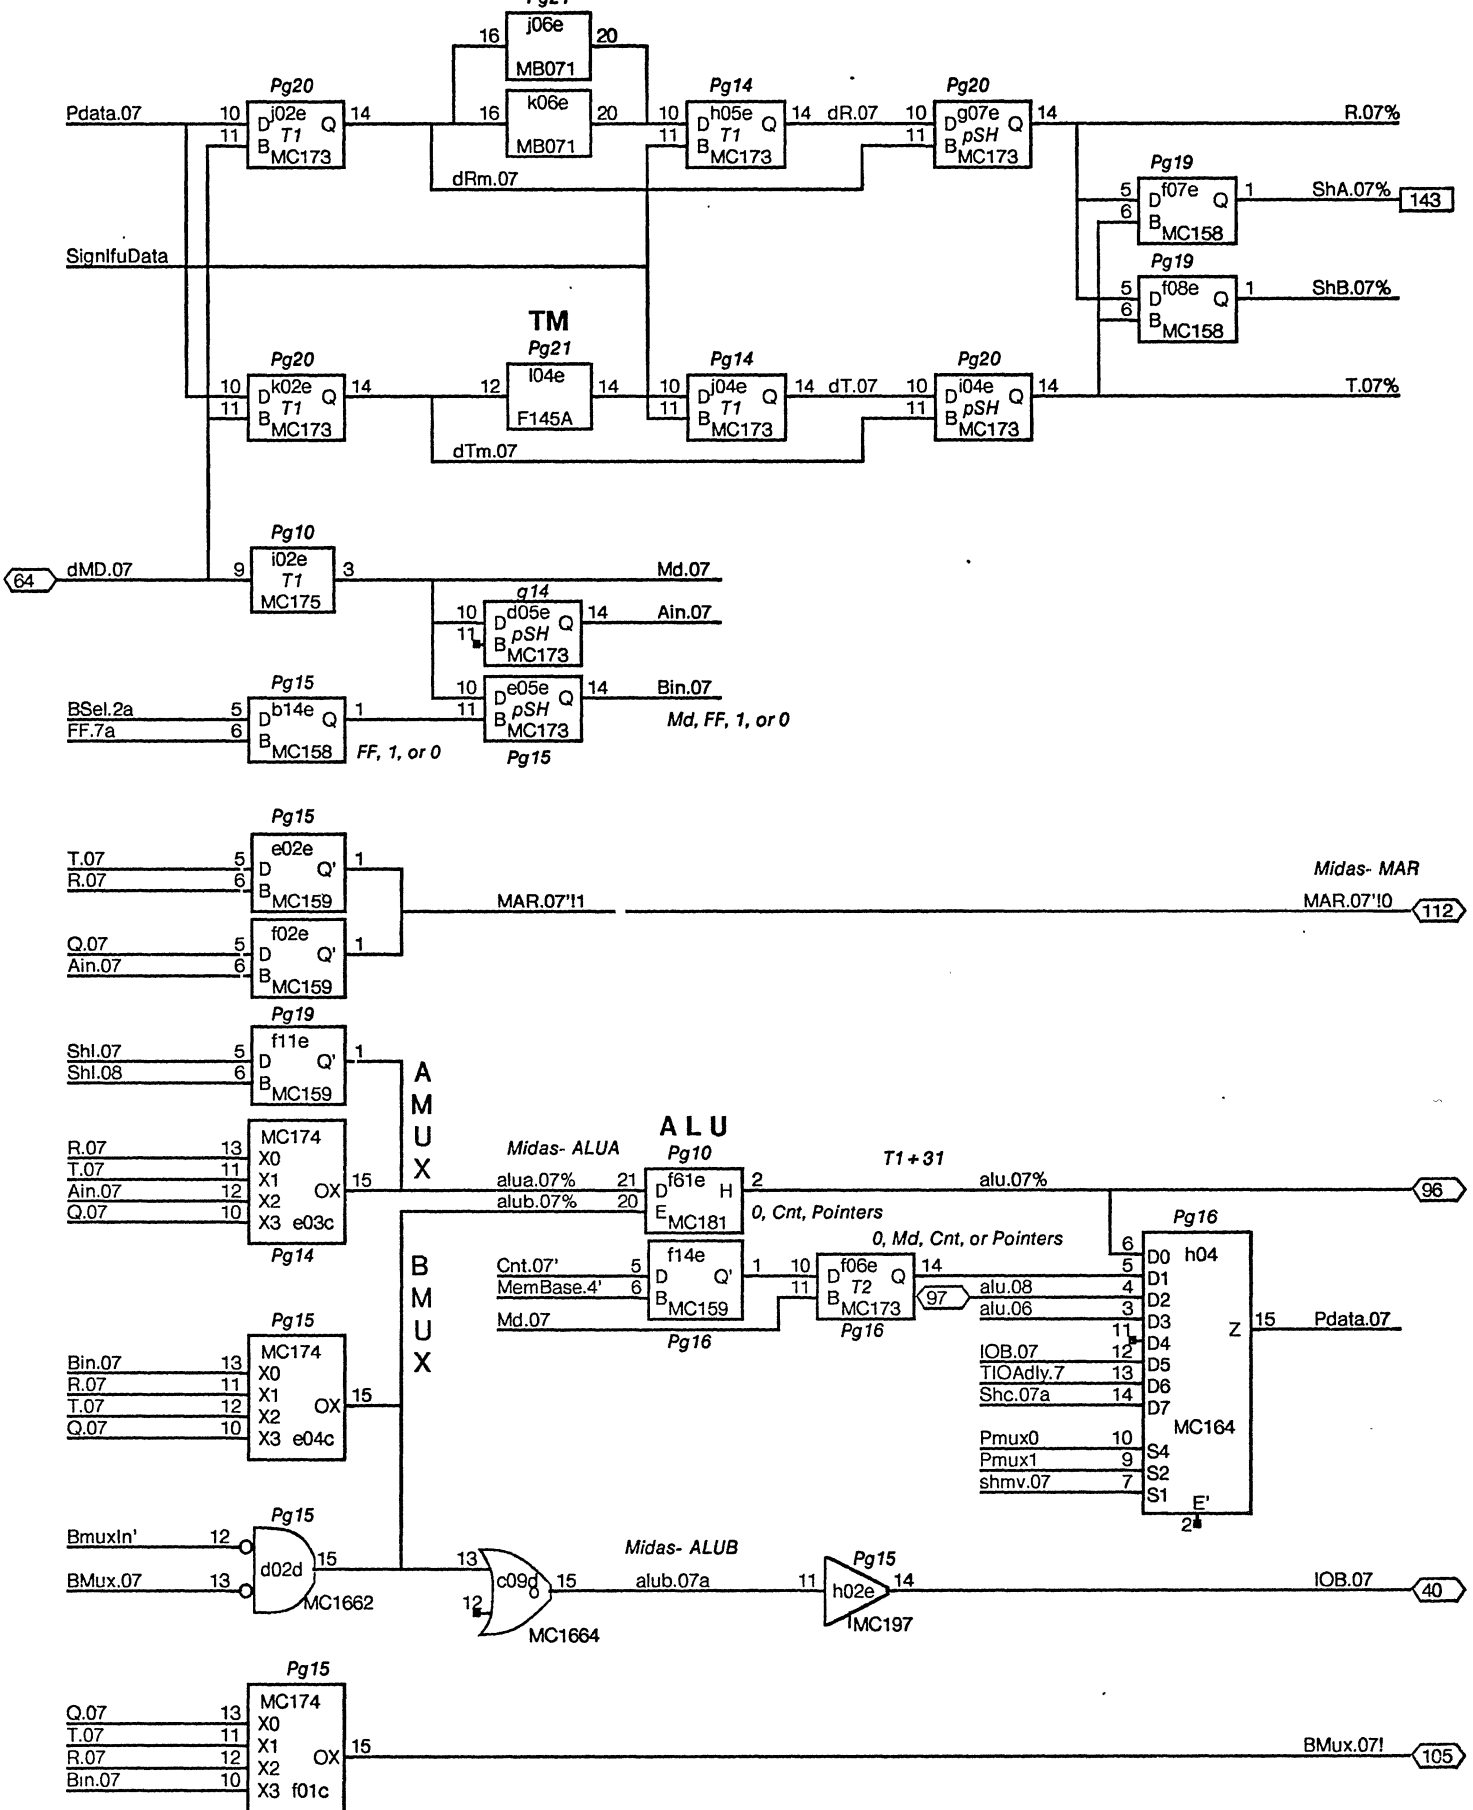 Pg21
j06e
16 20
MB071
Pg20 Pg14 Pg20
Pdata.07 10 D j02e Q 14 16 k06e 20 10 D h05e Q 14 dR.07 10 D g07e Q 14 R.07%
11 B T1 MC173 MB071 11 B T1 MC173 11 B pSH MC173
dRm.07
Pg19
5 D f07e Q 1 ShA.07% 143
6 B MC158
SignIfuData
Pg19
5 D f08e Q 1 ShB.07%
6 B MC158
TM
Pg20 Pg21 Pg14 Pg20
10 D k02e Q 14 12 l04e 14 10 D j04e Q 14 dT.07 10 D i04e Q 14 T.07%
11 B T1 MC173 F145A 11 B T1 MC173 11 B pSH MC173
dTm.07
Pg10
64 dMD.07 9 i02e 3 Md.07
T1
MC175
g14
10 D d05e Q 14 Ain.07
11 B pSH
MC173
Pg15
10 D e05e Q 14 Bin.07
BSel.2a 5 D b14e Q 1 11 B pSH Md, FF, 1, or 0
FF.7a 6 B MC173
MC158 FF, 1, or 0 Pg15
Pg15
e02e
T.07 5 D Q' 1
R.07 6 B
MC159
Midas- MAR
MAR.07'!1 MAR.07'!0 112
f02e
Q.07 5 D Q' 1
Ain.07 6 B
MC159
Pg19
f11e
ShI.07 5 D Q' 1
ShI.08 6 B
MC159
A
M
U
X
MC174
R.07 13 X0
T.07 11 X1
Ain.07 12 X2 OX 15
Q.07 10 X3 e03c
Pg14
Midas- ALUA
ALU
Pg10
T1+31
alua.07% 21 D f61e H 2 alu.07% 96
alub.07% 20 E MC181 0, Cnt, Pointers
Pg16
0, Md, Cnt, or Pointers
f14e
Cnt.07' 5 D Q' 1 10 D f06e Q 14
MemBase.4' 6 B MC159 11 B T2 MC173
Md.07
Pg16 Pg16
6 D0 h04
5 D1
97 alu.08 4 D2
alu.06 3 D3
11 D4 Z 15 Pdata.07
IOB.07 12 D5
TIOAdly.7 13 D6
Shc.07a 14 D7
MC164
Pmux0 10 S4
Pmux1 9 S2
shmv.07 7 S1
E'
2
B
M
U
X
Pg15
MC174
Bin.07 13 X0
R.07 11 X1
T.07 12 X2 OX 15
Q.07 10 X3 e04c
Pg15
BmuxIn' 12 d02d 15
BMux.07 13 MC1662
Midas- ALUB
Pg15
13 c09d 15 alub.07a 11 h02e 14 IOB.07 40
12 MC1664 MC197
Pg15
MC174
Q.07 13 X0
T.07 11 X1
R.07 12 X2 OX 15 BMux.07! 105
Bin.07 10 X3 f01c